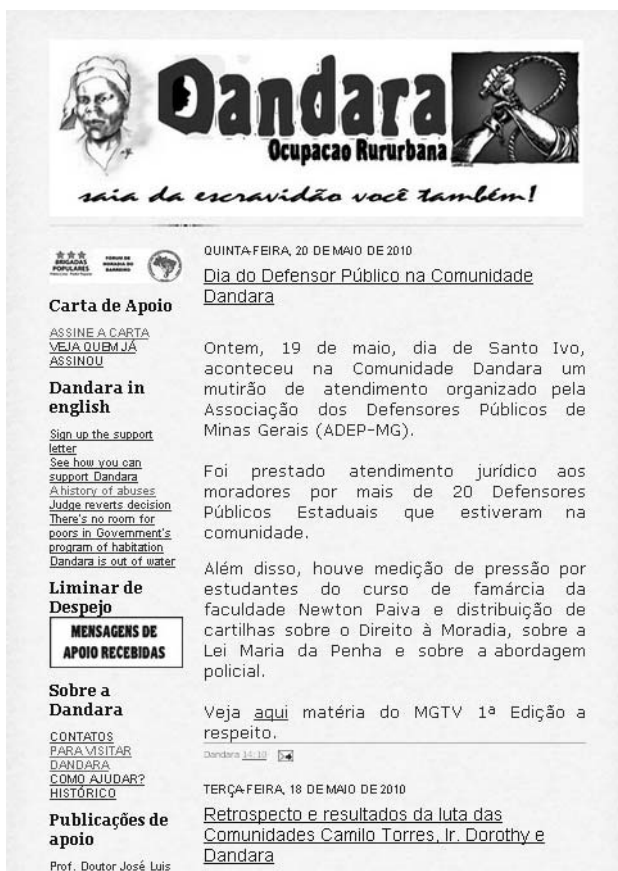 Dandara
Ocupacao Rururbana
saia da escravidão você também!
BRIGADAS
POPULARES
FORUM DE
MORADIA DO
BARREIRO
Carta de Apoio
ASSINE A CARTA
VEJA QUEM JÁ
ASSINOU
Dandara in
english
Sign up the support
letter
See how you can
support Dandara
A history of abuses
Judge reverts decision
There's no room for
poors in Government's
program of habitation
Dandara is out of water
Liminar de
Despejo
MENSAGENS DE
APOIO RECEBIDAS
Sobre a
Dandara
CONTATOS
PARA VISITAR
DANDARA
COMO AJUDAR?
HISTÓRICO
Publicações de
apoio
Prof. Doutor José Luis
QUINTA-FEIRA, 20 DE MAIO DE 2010
Dia do Defensor Público na Comunidade
Dandara
Ontem, 19 de maio, dia de Santo Ivo,
aconteceu na Comunidade Dandara um
mutirão de atendimento organizado pela
Associação dos Defensores Públicos de
Minas Gerais (ADEP-MG).
Foi prestado atendimento jurídico aos
moradores por mais de 20 Defensores
Públicos Estaduais que estiveram na
comunidade.
Além disso, houve medição de pressão por
estudantes do curso de famárcia da
faculdade Newton Paiva e distribuição de
cartilhas sobre o Direito à Moradia, sobre a
Lei Maria da Penha e sobre a abordagem
policial.
Veja aqui matéria do MGTV 1ª Edição a
respeito.
Dandara 14:10
TERÇA-FEIRA, 18 DE MAIO DE 2010
Retrospecto e resultados da luta das
Comunidades Camilo Torres, Ir. Dorothy e
Dandara